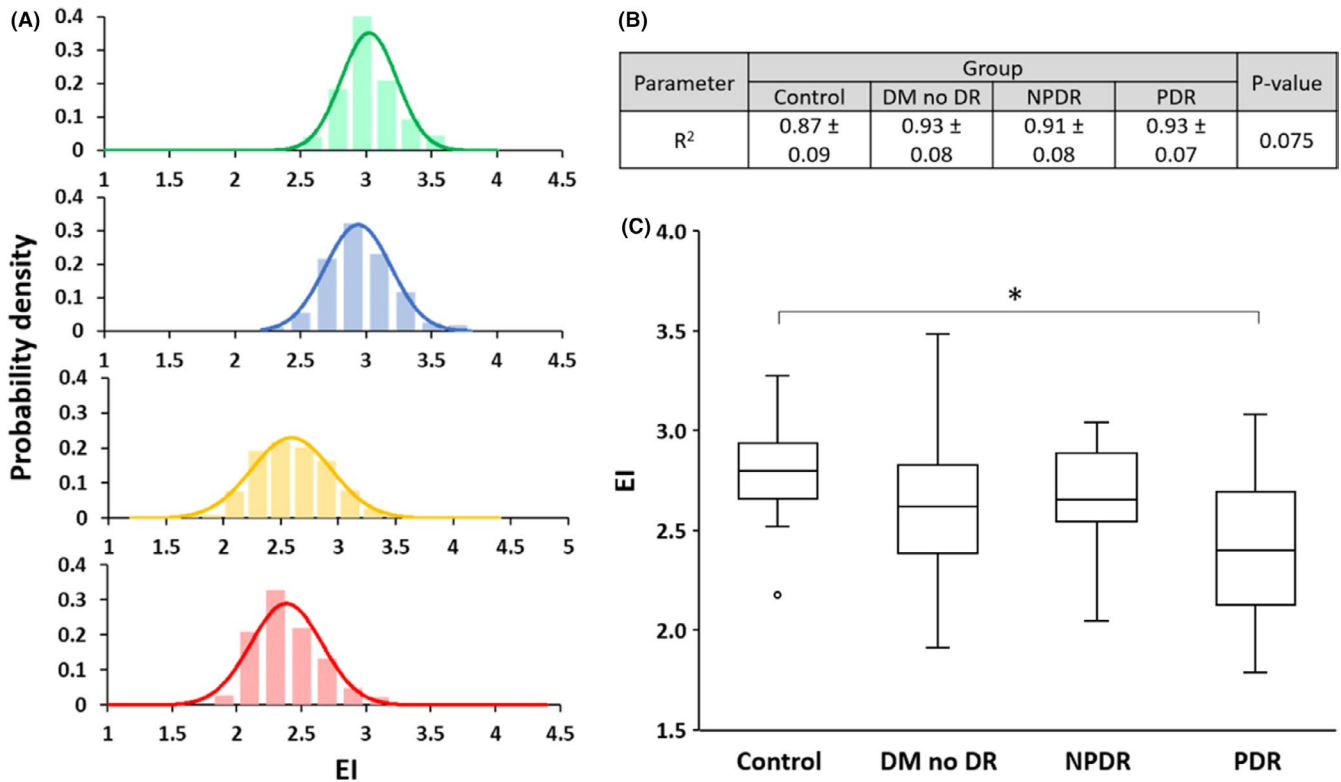 (A)
Probability density
0.4
0.3
0.2
0.1
0
1 1.5 2 2.5 3 3.5 4 4.5
0.4
0.3
0.2
0.1
0
1 1.5 2 2.5 3 3.5 4 4.5
0.4
0.3
0.2
0.1
0
1 1.5 2 2.5 3 3.5 4 4.5 5
0.4
0.3
0.2
0.1
0
1 1.5 2 2.5 3 3.5 4 4.5
EI
(B)
Parameter Group P-value
Control DM no DR NPDR PDR
R² 0.87 ± 0.93 ± 0.91 ± 0.93 ± 0.075
0.09 0.08 0.08 0.07
(C)
EI
4.0
3.5
3.0
2.5
2.0
1.5
*
Control DM no DR NPDR PDR